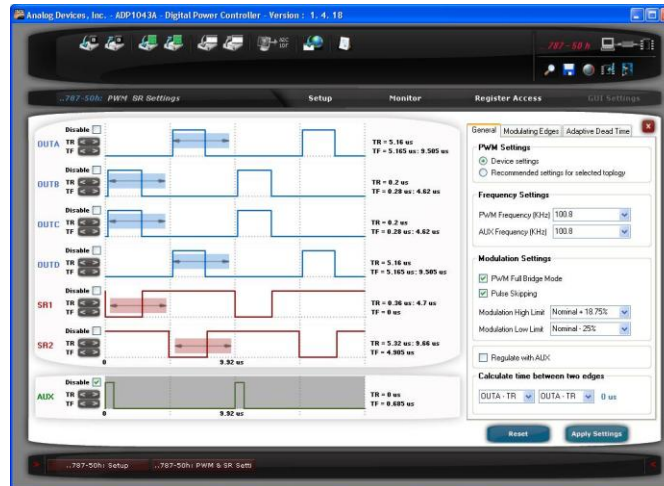 Analog Devices, Inc. - ADP1043A - Digital Power Controller - Version : 1. 4. 18
787 - 50 h
..787-50h: PWM SR Settings
Setup
Monitor
Register Access
GUI Settings
Disable
OUTA
TR
TF
TR = 5.16 us
TF = 5.165 us: 9.505 us
Disable
OUTB
TR
TF
TR = 0.2 us
TF = 0.28 us: 4.62 us
Disable
OUTC
TR
TF
TR = 0.2 us
TF = 0.28 us: 4.62 us
Disable
OUTD
TR
TF
TR = 5.16 us
TF = 5.165 us: 9.505 us
Disable
SR1
TR
TF
TR = 0.36 us: 4.7 us
TF = 0 us
Disable
SR2
TR
TF
TR = 5.32 us: 9.66 us
TF = 4.905 us
0
9.92 us
Disable
AUX
TR
TF
TR = 0 us
TF = 0.605 us
0
9.92 us
General
Modulating Edges
Adaptive Dead Time
PWM Settings
Device settings
Recommended settings for selected toplogy
Frequency Settings
PWM Frequency (KHz) 100.8
AUX Frequency (KHz) 100.8
Modulation Settings
PWM Full Bridge Mode
Pulse Skipping
Modulation High Limit Nominal + 18.75%
Modulation Low Limit Nominal - 25%
Regulate with AUX
Calculate time between two edges
OUTA - TR
OUTA - TR
0 us
Reset
Apply Settings
..787-50h: Setup
..787-50h: PWM & SR Setti